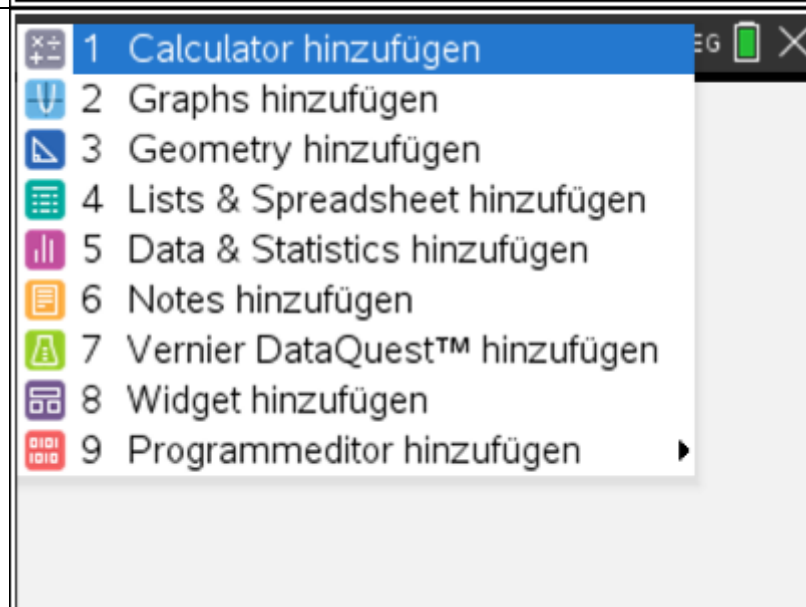 1 Calculator hinzufügen
EG
2 Graphs hinzufügen
3 Geometry hinzufügen
4 Lists & Spreadsheet hinzufügen
5 Data & Statistics hinzufügen
6 Notes hinzufügen
7 Vernier DataQuest™ hinzufügen
8 Widget hinzufügen
9 Programmeditor hinzufügen